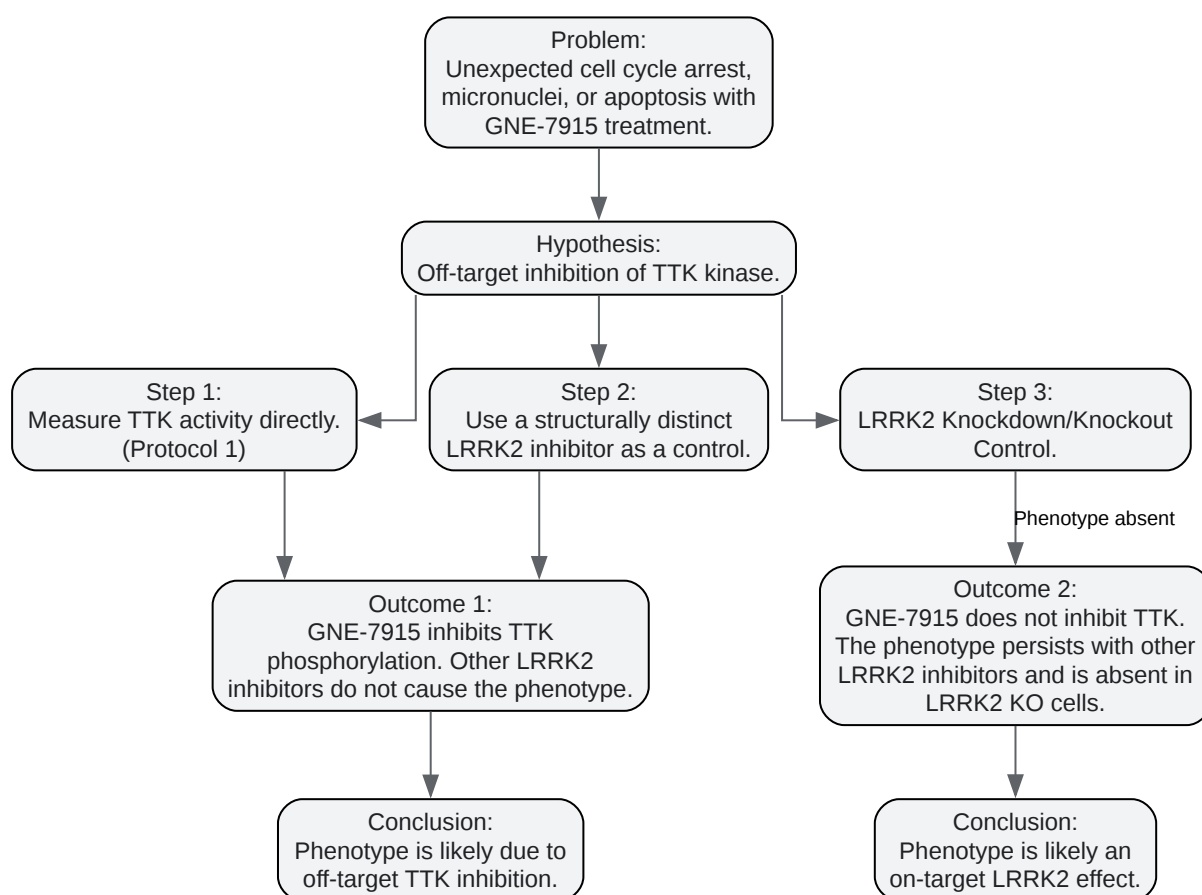 Problem:
Unexpected cell cycle arrest,
micronuclei, or apoptosis with
GNE-7915 treatment.
Hypothesis:
Off-target inhibition of TTK kinase.
Step 1:
Measure TTK activity directly.
(Protocol 1)
Step 2:
Use a structurally distinct
LRRK2 inhibitor as a control.
Step 3:
LRRK2 Knockdown/Knockout
Control.
Phenotype absent
Outcome 1:
GNE-7915 inhibits TTK
phosphorylation. Other LRRK2
inhibitors do not cause the phenotype.
Outcome 2:
GNE-7915 does not inhibit TTK.
The phenotype persists with other
LRRK2 inhibitors and is absent in
LRRK2 KO cells.
Conclusion:
Phenotype is likely due to
off-target TTK inhibition.
Conclusion:
Phenotype is likely an
on-target LRRK2 effect.